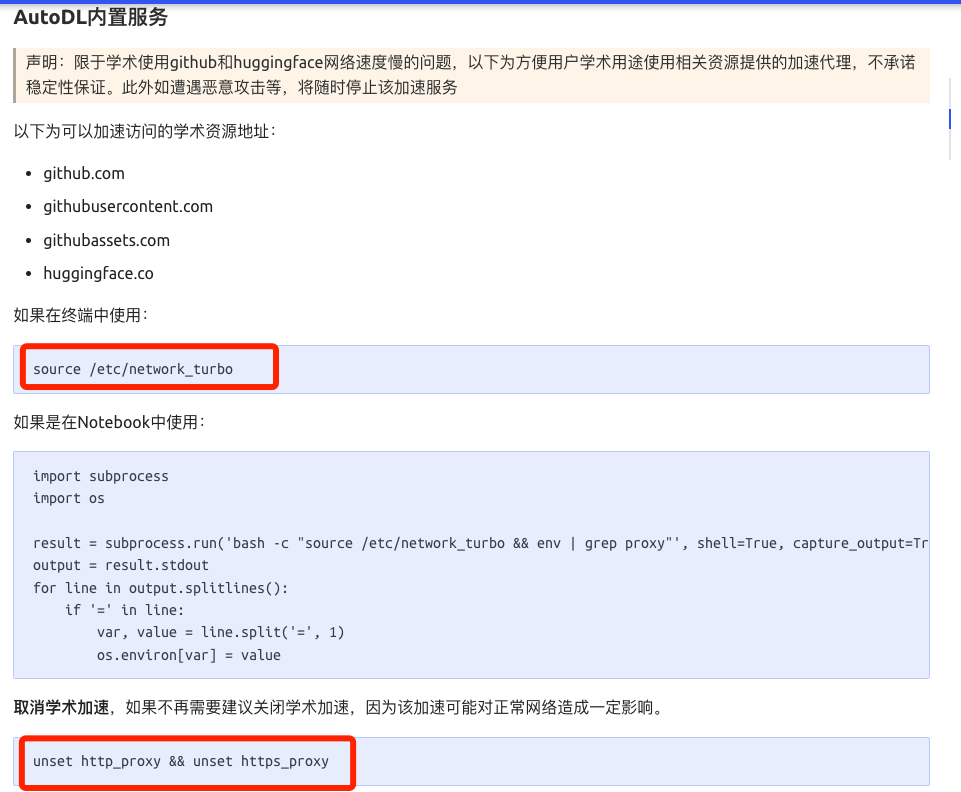 AutoDL内置服务
声明：限于学术使用github和huggingface网络速度慢的问题，以下为方便用户学术用途使用相关资源提供的加速代理，不承诺
稳定性保证。此外如遭遇恶意攻击等，将随时停止该加速服务
以下为可以加速访问的学术资源地址：
• github.com
• githubusercontent.com
• githubassets.com
• huggingface.co
如果在终端中使用：
source /etc/network_turbo
如果是在Notebook中使用：
import subprocess
import os
result = subprocess.run('bash -c "source /etc/network_turbo && env | grep proxy"', shell=True, capture_output=Tr
output = result.stdout
for line in output.splitlines():
    if '=' in line:
        var, value = line.split('=', 1)
        os.environ[var] = value
取消学术加速，如果不再需要建议关闭学术加速，因为该加速可能对正常网络造成一定影响。
unset http_proxy && unset https_proxy